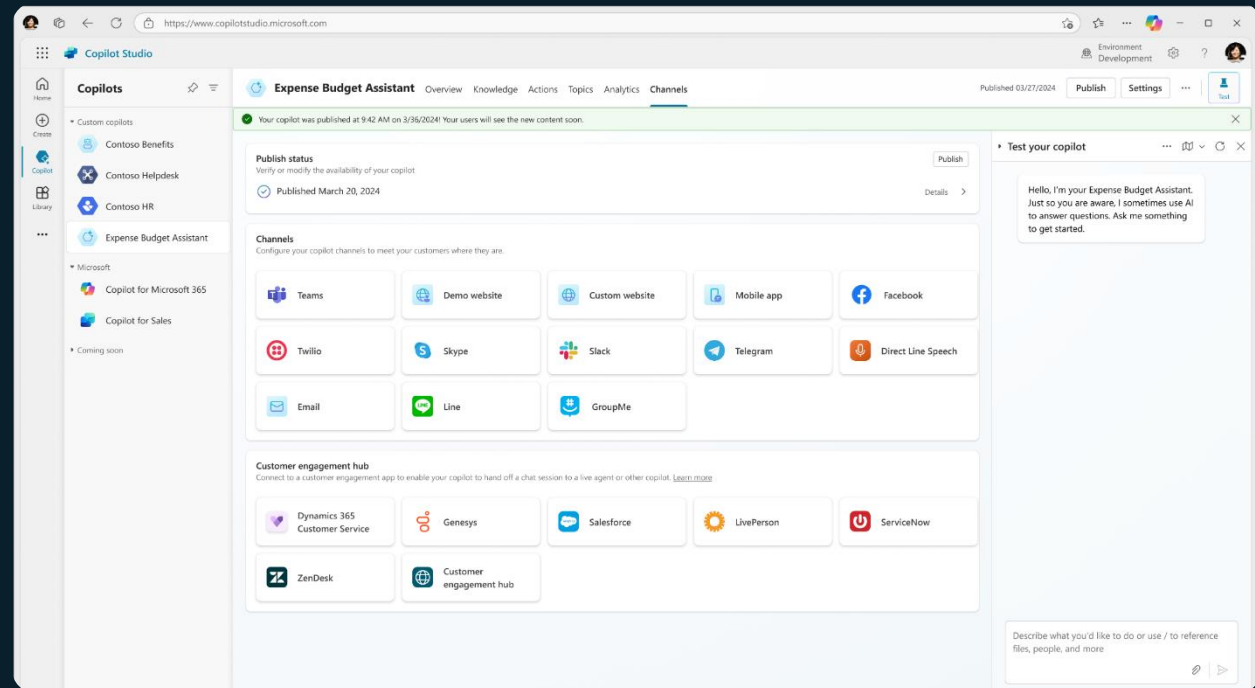 https://www.copilotstudio.microsoft.com
Copilot Studio
Environment
Development
Home
Create
Copilot
Library
Copilots
Custom copilots
Contoso Benefits
Contoso Helpdesk
Contoso HR
Expense Budget Assistant
Microsoft
Copilot for Microsoft 365
Copilot for Sales
Coming soon
Expense Budget Assistant Overview Knowledge Actions Topics Analytics Channels
Published 03/27/2024 Publish Settings
Test
Your copilot was published at 9:42 AM on 3/36/2024! Your users will see the new content soon.
Publish status
Verify or modify the availability of your copilot
Publish
Published March 20, 2024
Details
Channels
Configure your copilot channels to meet your customers where they are.
Teams
Demo website
Custom website
Mobile app
Facebook
Twilio
Skype
Slack
Telegram
Direct Line Speech
Email
Line
GroupMe
Customer engagement hub
Connect to a customer engagement app to enable your copilot to hand off a chat session to a live agent or other copilot. Learn more
Dynamics 365
Customer Service
Genesys
Salesforce
LivePerson
ServiceNow
ZenDesk
Customer
engagement hub
Test your copilot
Hello, I'm your Expense Budget Assistant.
Just so you are aware, I sometimes use AI
to answer questions. Ask me something
to get started.
Describe what you'd like to do or use / to reference
files, people, and more